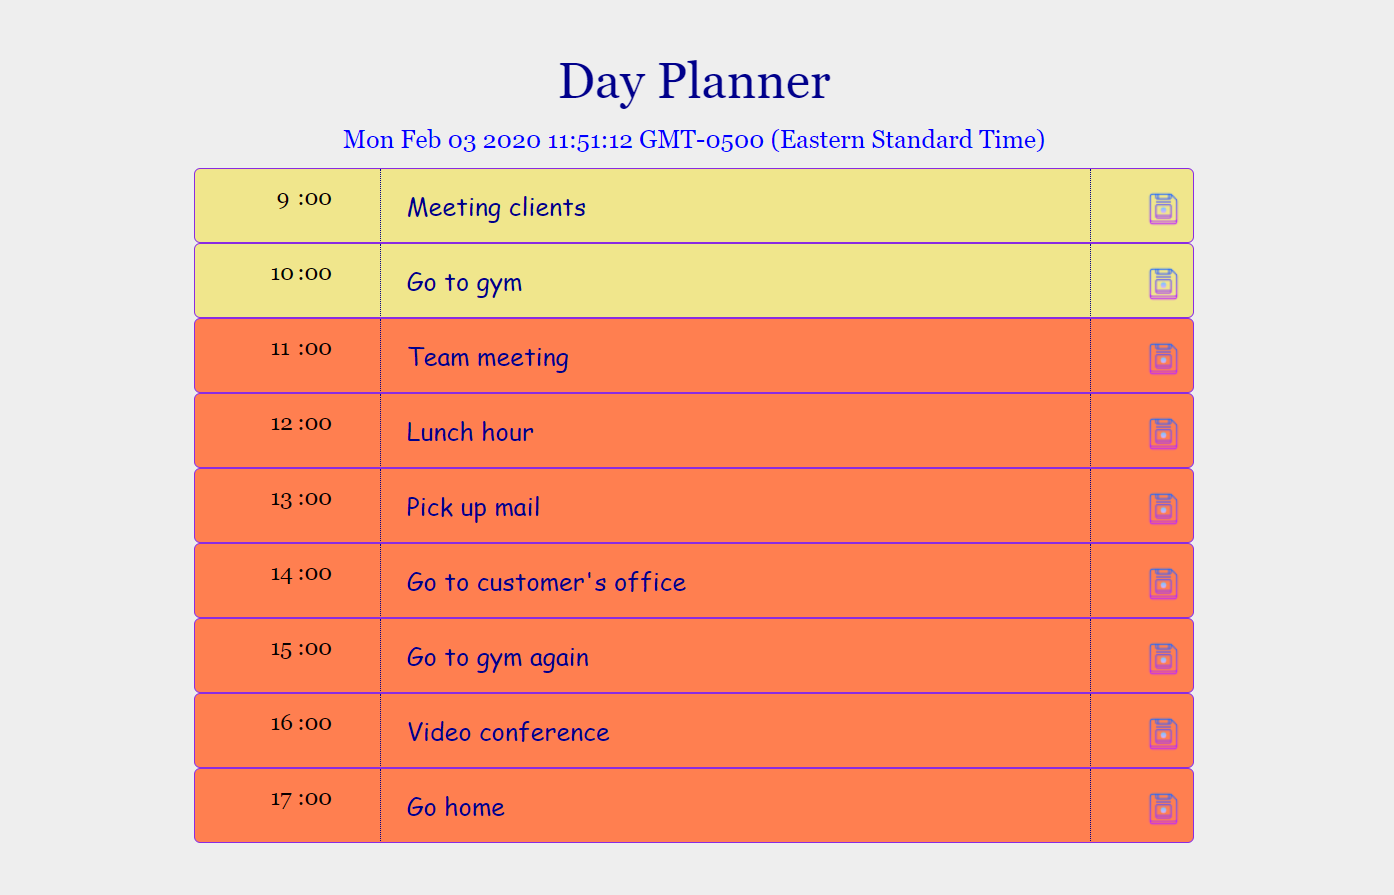 Day Planner
Mon Feb 03 2020 11:51:12 GMT-0500 (Eastern Standard Time)
9 :00 Meeting clients
10 :00 Go to gym
11 :00 Team meeting
12 :00 Lunch hour
13 :00 Pick up mail
14 :00 Go to customer's office
15 :00 Go to gym again
16 :00 Video conference
17 :00 Go home